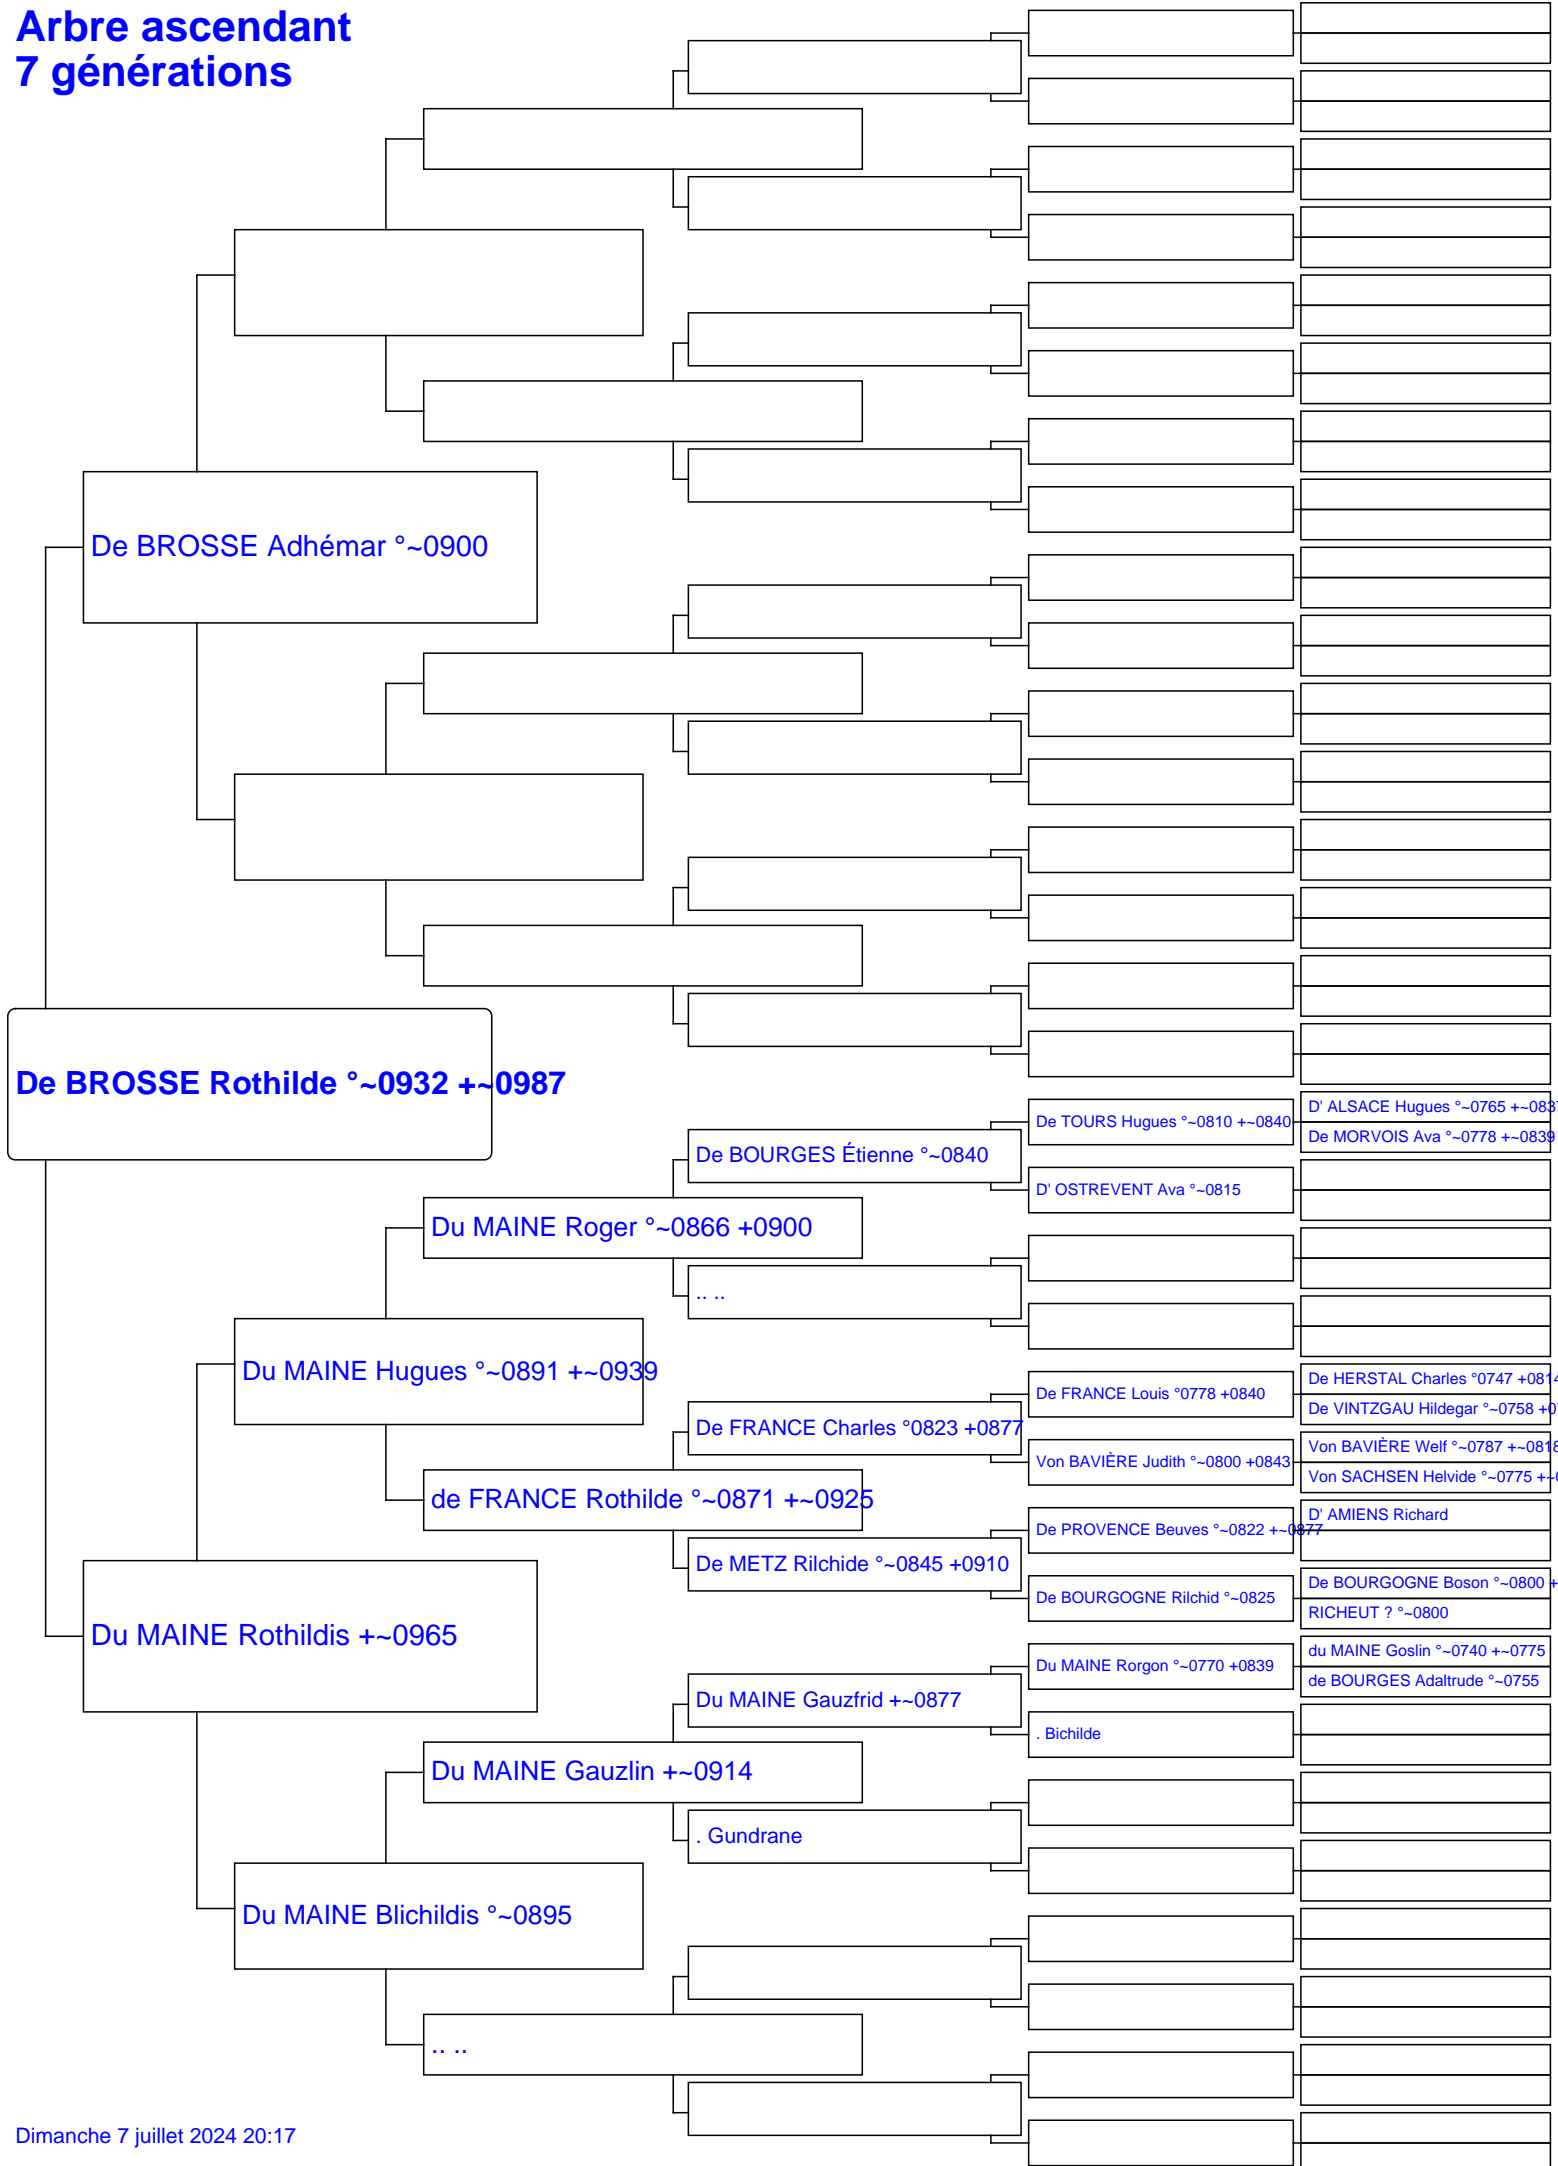 Arbre ascendant
7 générations
De BROSSE Adhémar °~0900
De BROSSE Rothilde °~0932 +~0987
De TOURS Hugues °~0810 +~0840
D' ALSACE Hugues °~0765 +~083
De MORVOIS Ava °~0778 +~0839
De BOURGES Étienne °~0840
D' OSTREVENT Ava °~0815
Du MAINE Roger °~0866 +0900
.. ..
Du MAINE Hugues °~0891 +~0939
De FRANCE Louis °0778 +0840
De HERSTAL Charles °0747 +0814
De VINTZGAU Hildegar °~0758 +0
De FRANCE Charles °0823 +0877
Von BAVIÈRE Judith °~0800 +0843
Von BAVIÈRE Welf °~0787 +~0818
Von SACHSEN Helvide °~0775 +~0
de FRANCE Rothilde °~0871 +~0925
De PROVENCE Beuves °~0822 +~0877
D' AMIENS Richard
De METZ Rilchide °~0845 +0910
De BOURGOGNE Rilchid °~0825
De BOURGOGNE Boson °~0800 +
RICHEUT ? °~0800
Du MAINE Rothildis +~0965
Du MAINE Rorgon °~0770 +0839
du MAINE Goslin °~0740 +~0775
de BOURGES Adaltrude °~0755
Du MAINE Gauzfrid +~0877
. Bichilde
Du MAINE Gauzlin +~0914
. Gundrane
Du MAINE Blichildis °~0895
.. ..
Dimanche 7 juillet 2024 20:17